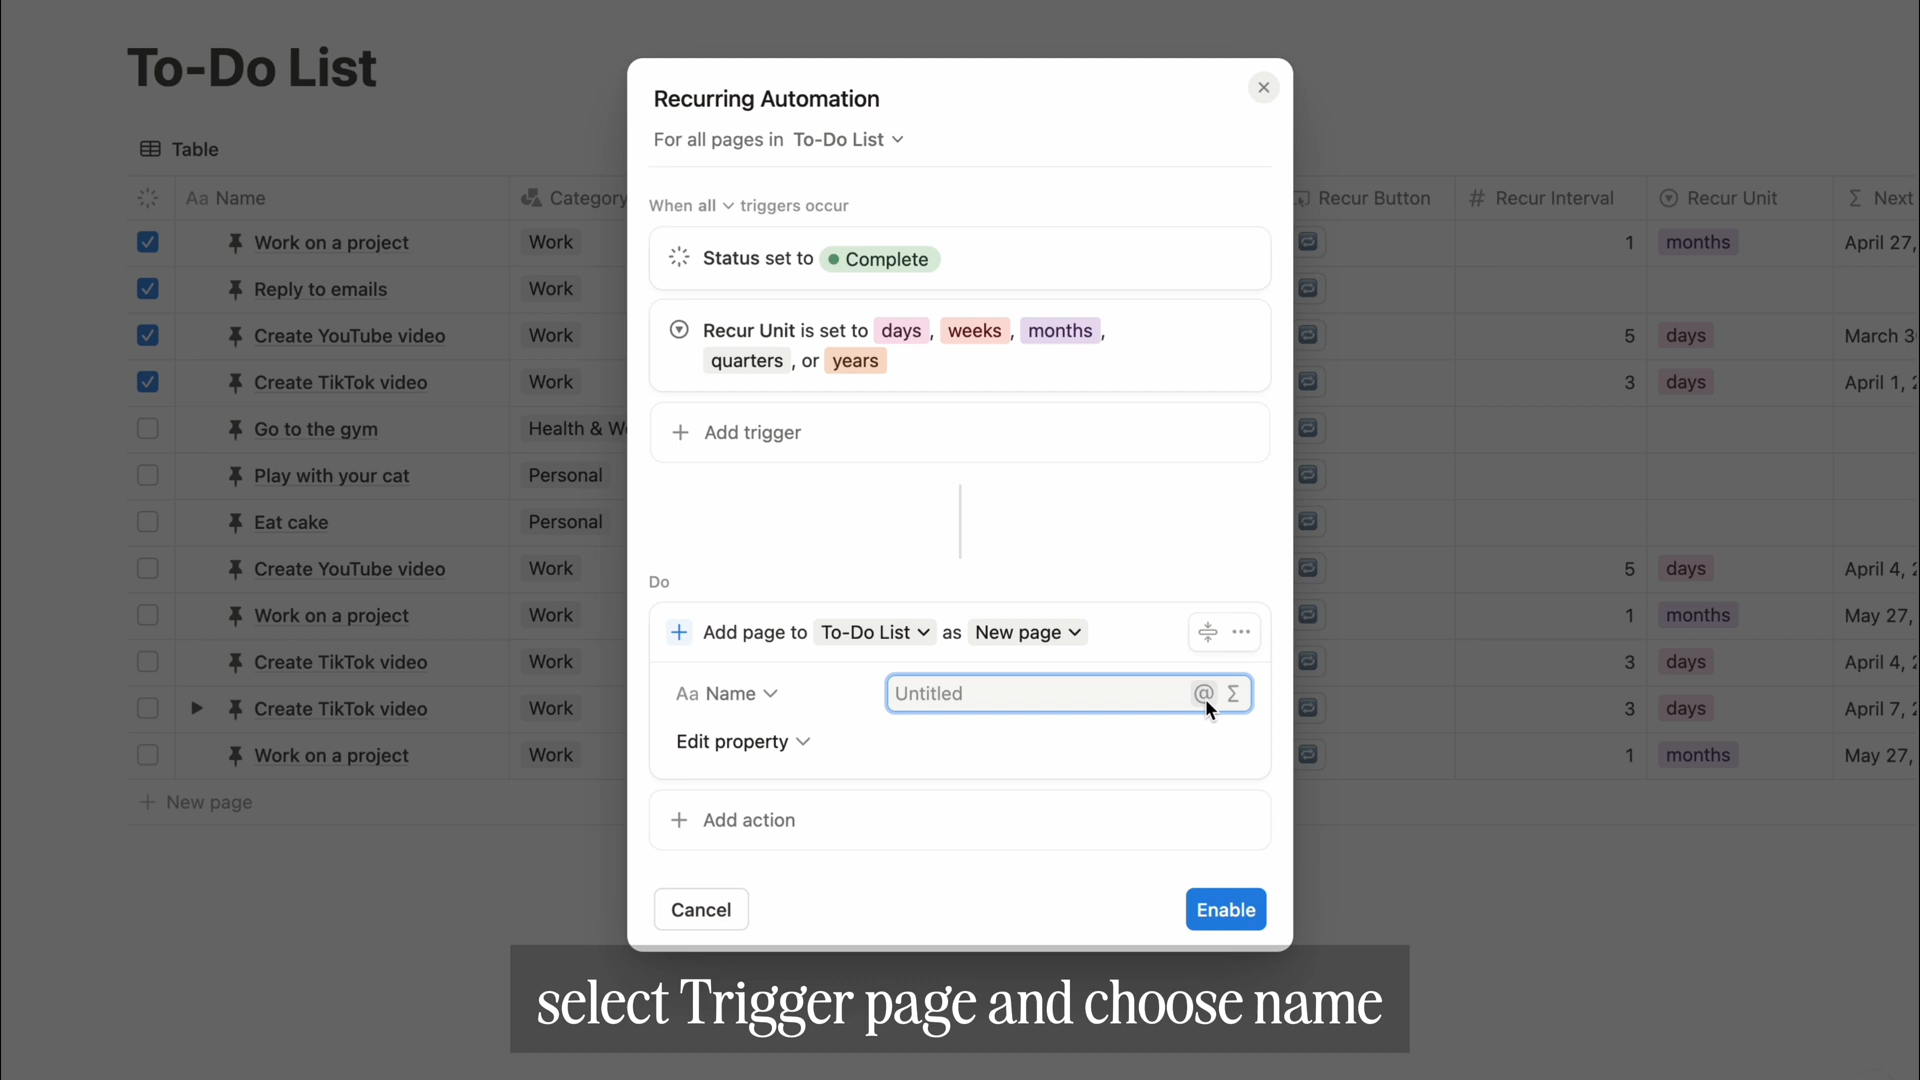 To-Do List
Table
Aa Name
Category
Recur Button
# Recur Interval
Recur Unit
Σ Next
Work on a project Work 1 months April 27,
Reply to emails Work
Create YouTube video Work 5 days March 3
Create TikTok video Work 3 days April 1, 2
Go to the gym Health & W
Play with your cat Personal
Eat cake Personal
Create YouTube video Work 5 days April 4, 2
Work on a project Work 1 months May 27,
Create TikTok video Work 3 days April 4, 2
Create TikTok video Work 3 days April 7, 2
Work on a project Work 1 months May 27,
+ New page
Recurring Automation
For all pages in To-Do List
When all triggers occur
Status set to Complete
Recur Unit is set to days, weeks, months,
quarters, or years
+ Add trigger
Do
+ Add page to To-Do List as New page
Aa Name Untitled @ Σ
Edit property
+ Add action
Cancel Enable
select Trigger page and choose name